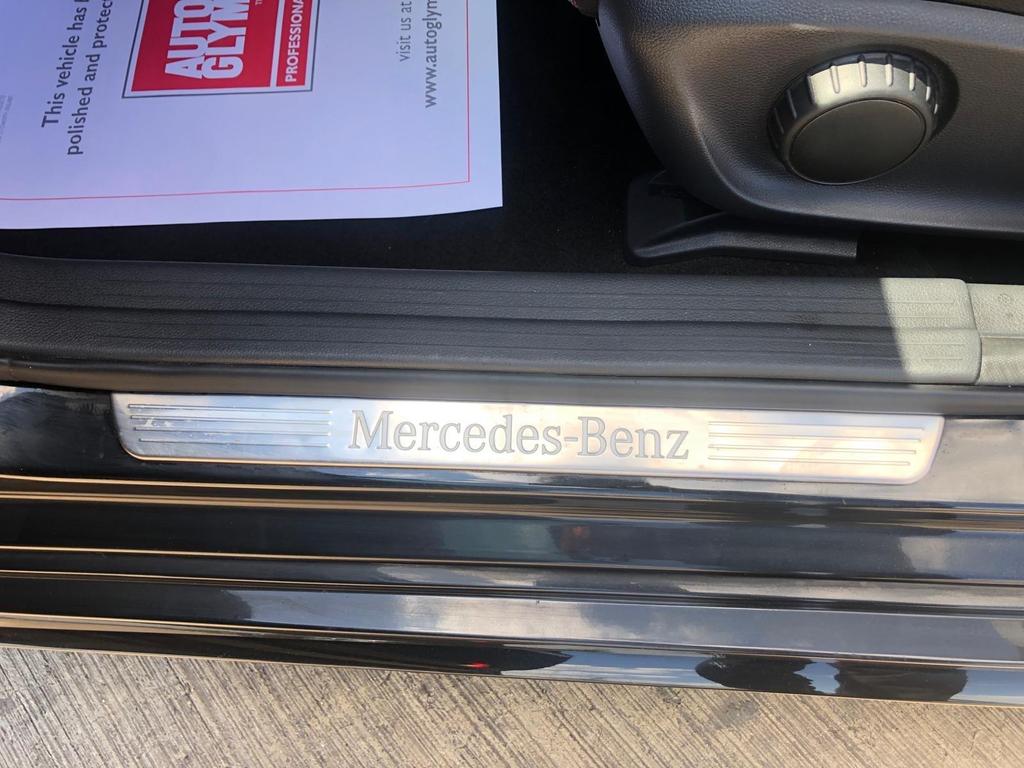 This vehicle has b
polished and protec
AUTO
GLYM
PROFESSIONA
visit us at
www.autoglym
Mercedes-Benz